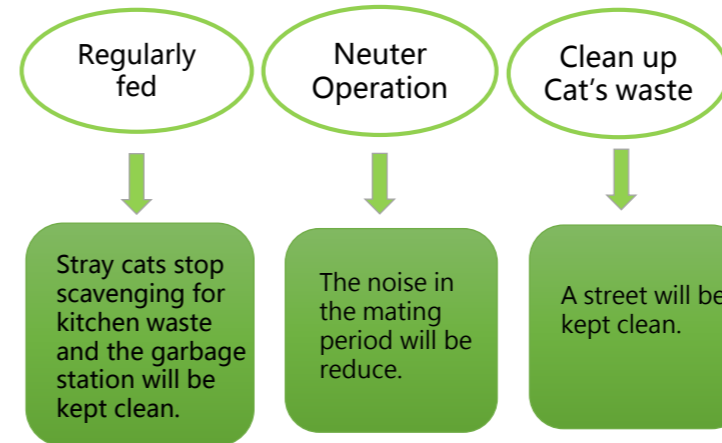 Regularly
fed
Neuter
Operation
Clean up
Cat's waste
Stray cats stop
scavenging for
kitchen waste
and the garbage
station will be
kept clean.
The noise in
the mating
period will be
reduce.
A street will be
kept clean.